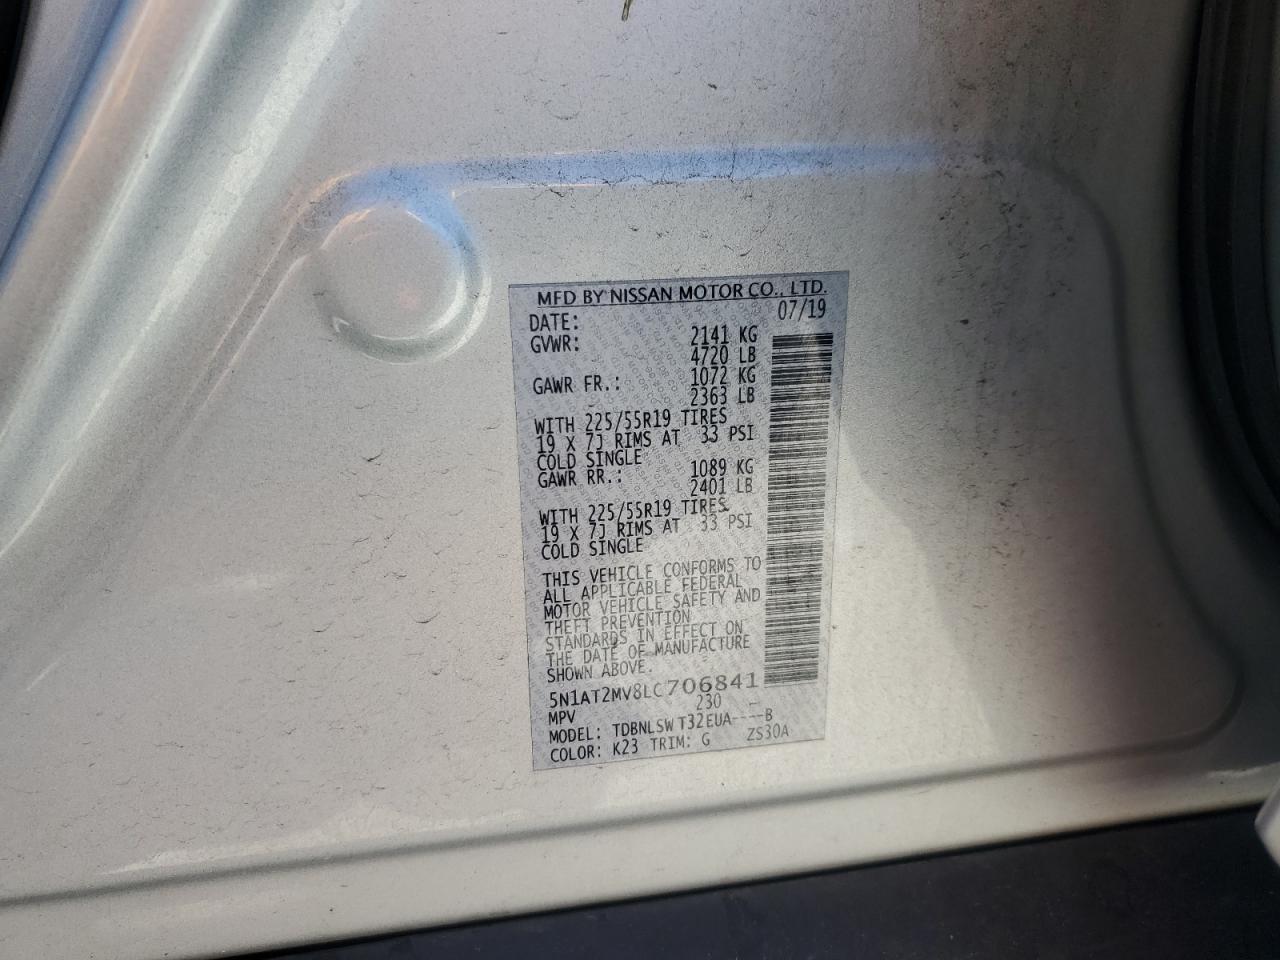 MFD BY NISSAN MOTOR CO., LTD.
DATE: 07/19
GVWR: 2141 KG
4720 LB
GAWR FR.: 1072 KG
2363 LB
WITH 225/55R19 TIRES
19 X 7J RIMS AT 33 PSI
COLD SINGLE
GAWR RR.: 1089 KG
2401 LB
WITH 225/55R19 TIRES
19 X 7J RIMS AT 33 PSI
COLD SINGLE
THIS VEHICLE CONFORMS TO
ALL APPLICABLE FEDERAL
MOTOR VEHICLE SAFETY AND
THEFT PREVENTION
STANDARDS IN EFFECT ON
THE DATE OF MANUFACTURE
SHOWN ABOVE.
5N1AT2MV8LC706841
MPV 230 -
MODEL: TDBNLSW T32EUA----B
COLOR: K23 TRIM: G ZS30A